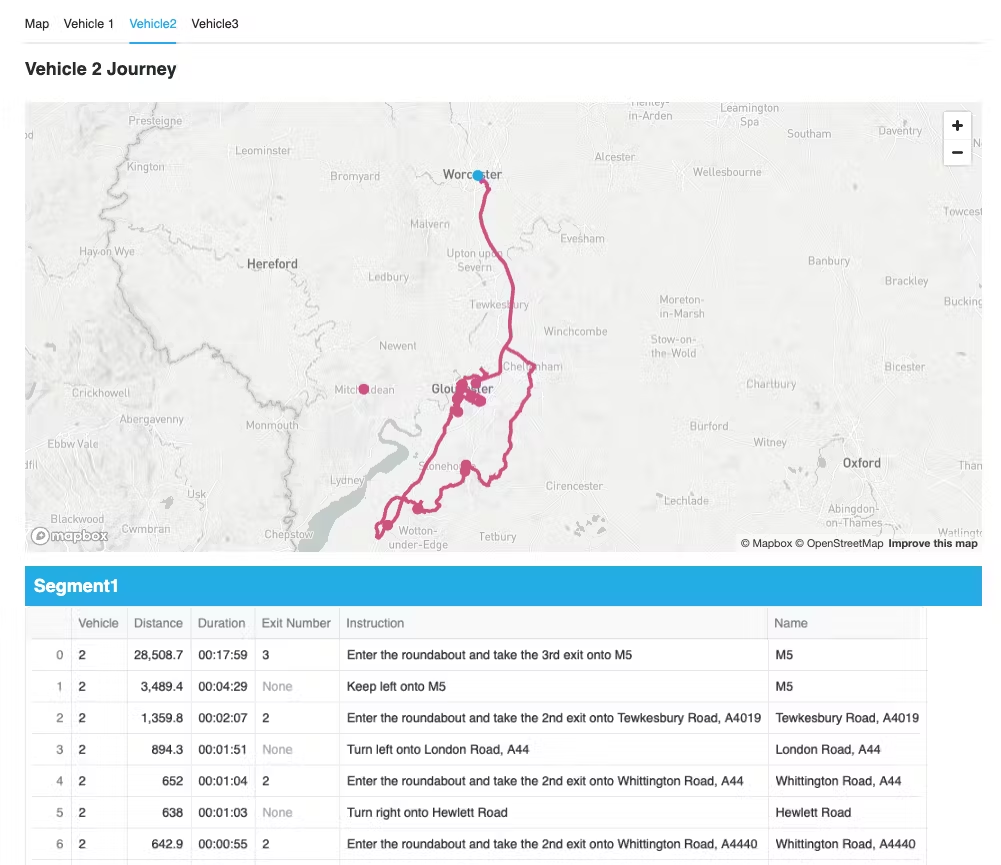 Map Vehicle 1 Vehicle2 Vehicle3
Vehicle 2 Journey
in-Arden
Leamington
Spa
Presteigne
Southam
Daventry
+
−
Leominster
Alcester
Kington
Bromyard
Worcester
Wellesbourne
Malvern
Towcest
Evesham
Hay on Wye
Upton upon
Severn
Hereford
Banbury
Ledbury
Brackley
Tewkesbury
Moreton-
in-Marsh
Bucking
Winchcombe
Newent
Stow-on-
the-Wold
Cheltenham
Bicester
Mitcheldean
Gloucester
Charlbury
Crickhowell
Abergavenny
Monmouth
Burford
Ebbw Vale
Witney
Oxford
dfil
Stonehouse
Than
Lydney
Cirencester
Usk
Lechlade
Abingdon-
on-Thames
Blackwood
Cwmbran
Chepstow
Wotton-
under-Edge
Tetbury
Watlingto
mapbox
© Mapbox © OpenStreetMap Improve this map
Segment1
Vehicle Distance Duration Exit Number Instruction Name
0 2 28,508.7 00:17:59 3 Enter the roundabout and take the 3rd exit onto M5 M5
1 2 3,489.4 00:04:29 None Keep left onto M5 M5
2 2 1,359.8 00:02:07 2 Enter the roundabout and take the 2nd exit onto Tewkesbury Road, A4019 Tewkesbury Road, A4019
3 2 894.3 00:01:51 None Turn left onto London Road, A44 London Road, A44
4 2 652 00:01:04 2 Enter the roundabout and take the 2nd exit onto Whittington Road, A44 Whittington Road, A44
5 2 638 00:01:03 None Turn right onto Hewlett Road Hewlett Road
6 2 642.9 00:00:55 2 Enter the roundabout and take the 2nd exit onto Whittington Road, A4440 Whittington Road, A4440